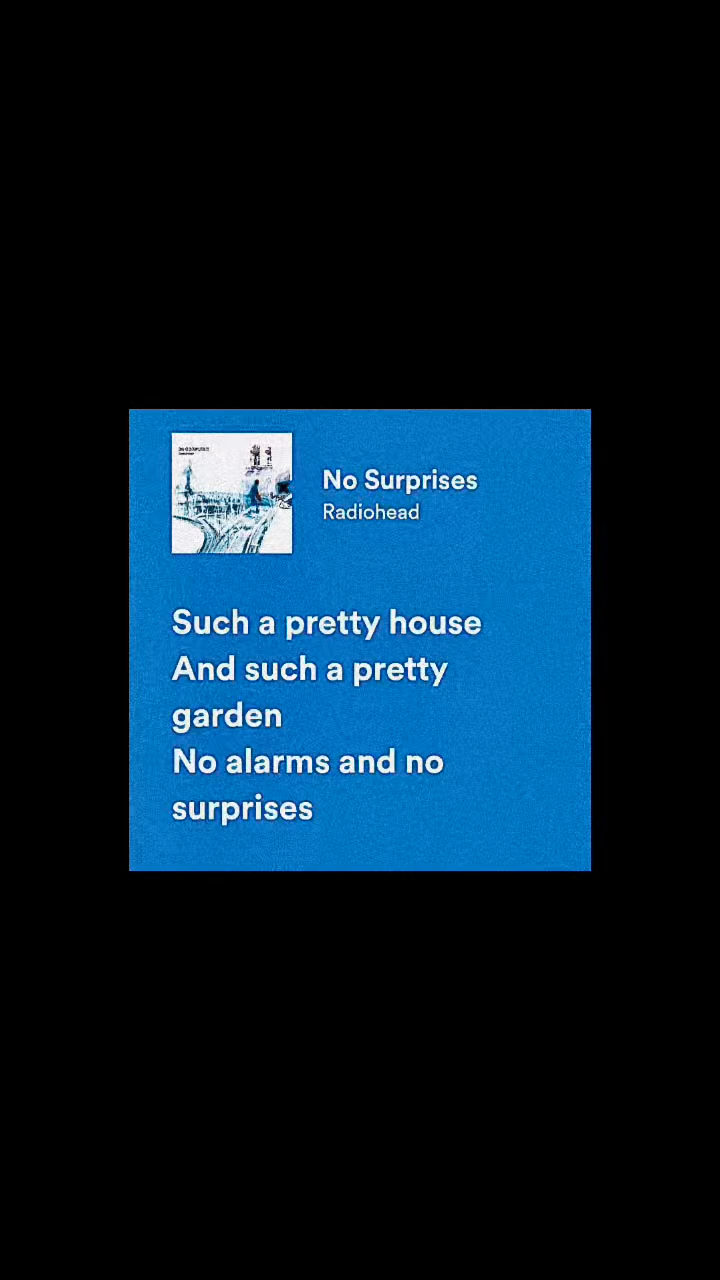 No Surprises
Radiohead
Such a pretty house
And such a pretty
garden
No alarms and no
surprises